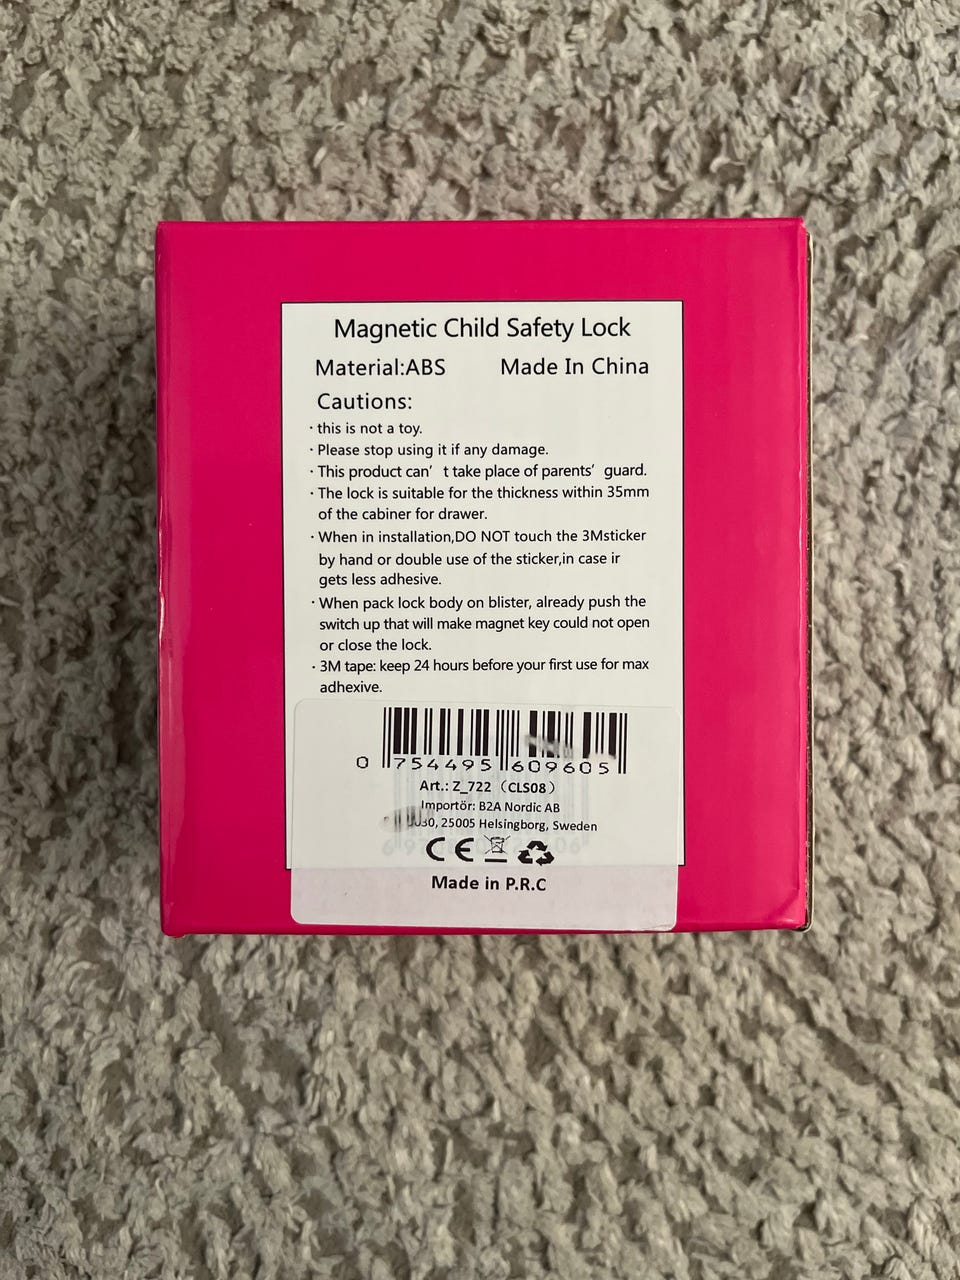 Magnetic Child Safety Lock
Material:ABS Made In China
Cautions:
· this is not a toy.
· Please stop using it if any damage.
· This product can’ t take place of parents’ guard.
· The lock is suitable for the thickness within 35mm
of the cabiner for drawer.
· When in installation,DO NOT touch the 3Msticker
by hand or double use of the sticker,in case ir
gets less adhesive.
· When pack lock body on blister, already push the
switch up that will make magnet key could not open
or close the lock.
· 3M tape: keep 24 hours before your first use for max
adhexive.
0 754495 609605
Art.: Z_722 (CLS08)
Importör: B2A Nordic AB
25005 Helsingborg, Sweden
CE
Made in P.R.C